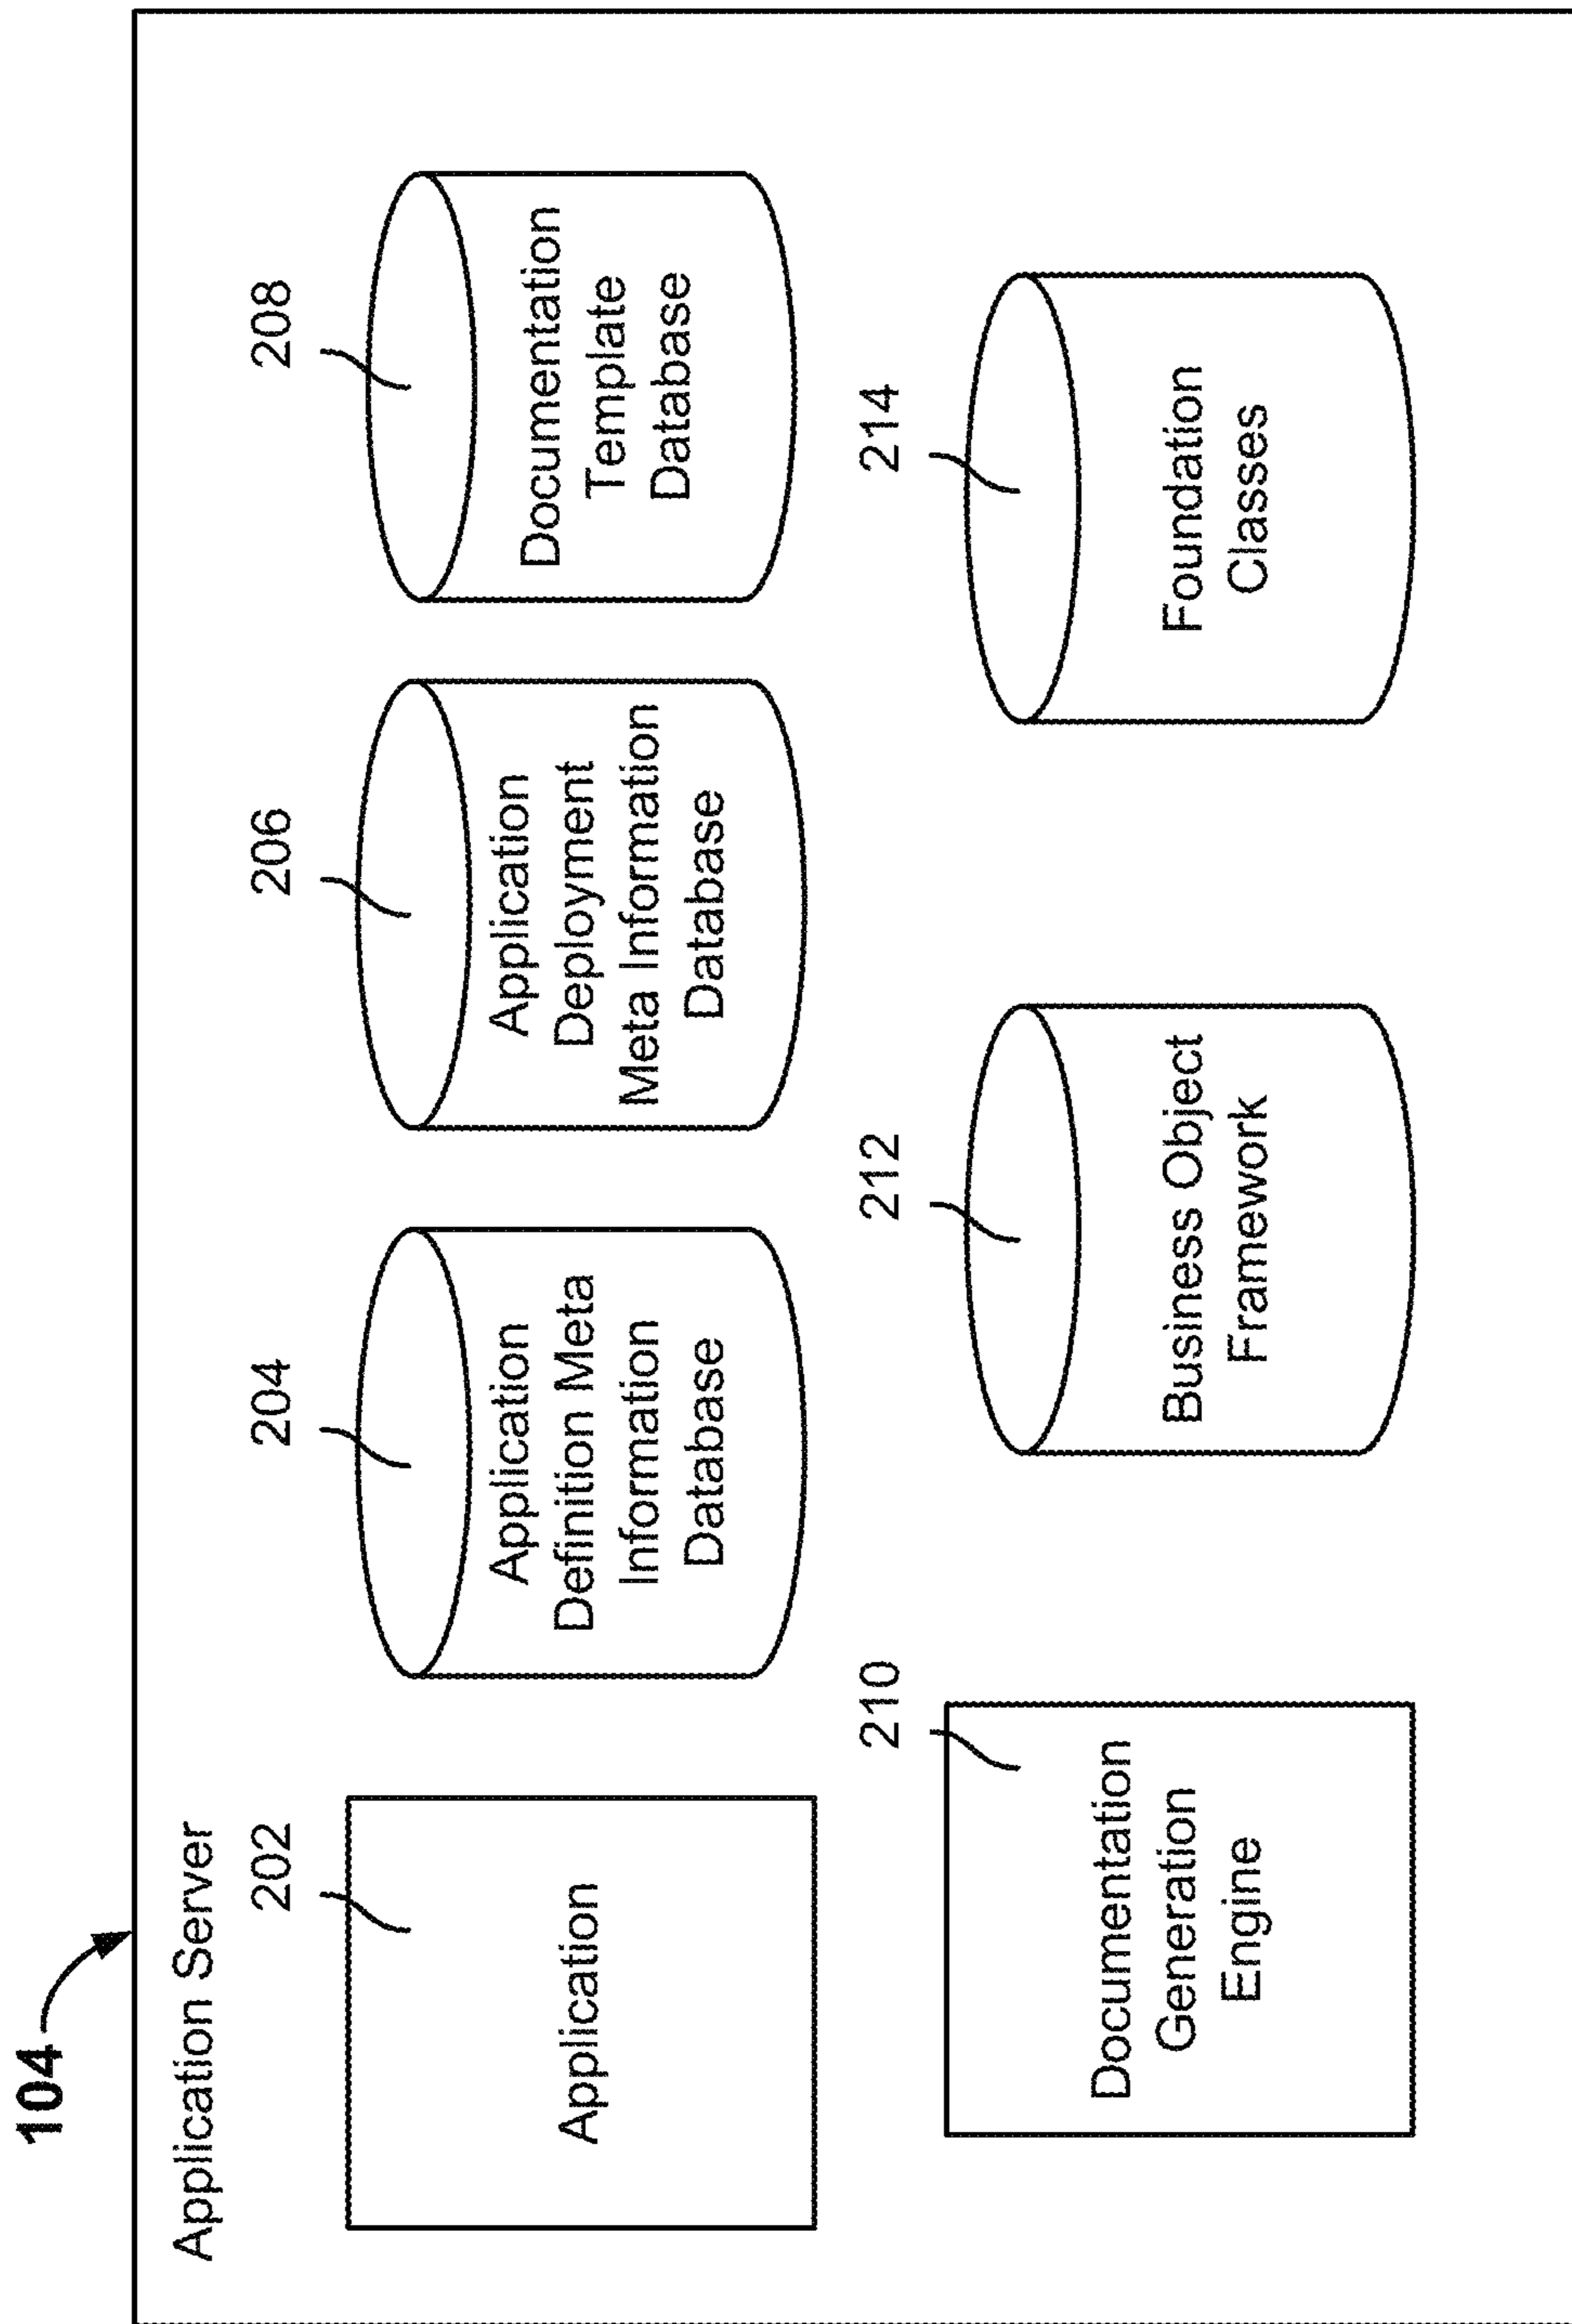 104
Application Server
202
Application
204
Application
Definition Meta
Information
Database
206
Application
Deployment
Meta Information
Database
208
Documentation
Template
Database
210
Documentation
Generation
Engine
212
Business Object
Framework
214
Foundation
Classes